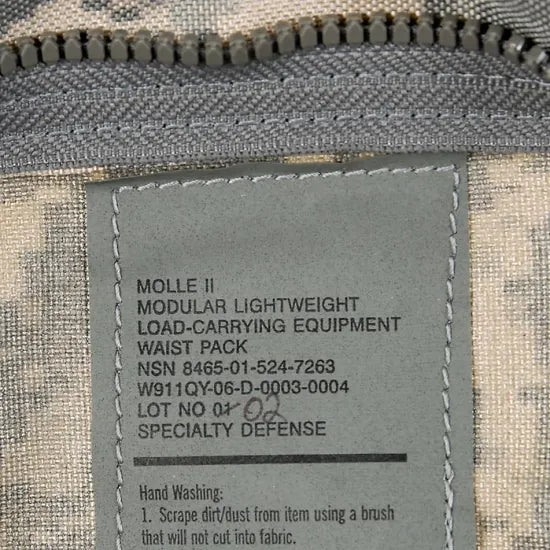 MOLLE II
MODULAR LIGHTWEIGHT
LOAD-CARRYING EQUIPMENT
WAIST PACK
NSN 8465-01-524-7263
W911QY-06-D-0003-0004
LOT NO 01 02
SPECIALTY DEFENSE
Hand Washing:
1. Scrape dirt/dust from item using a brush
that will not cut into fabric.